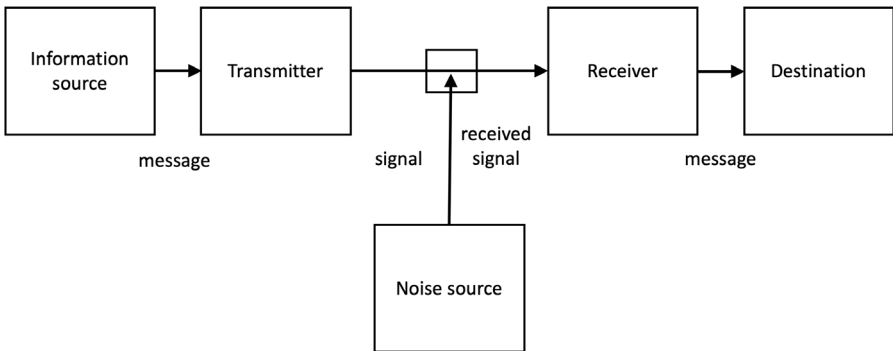 Information
source
Transmitter
Receiver
Destination
message
signal
received
signal
message
Noise source